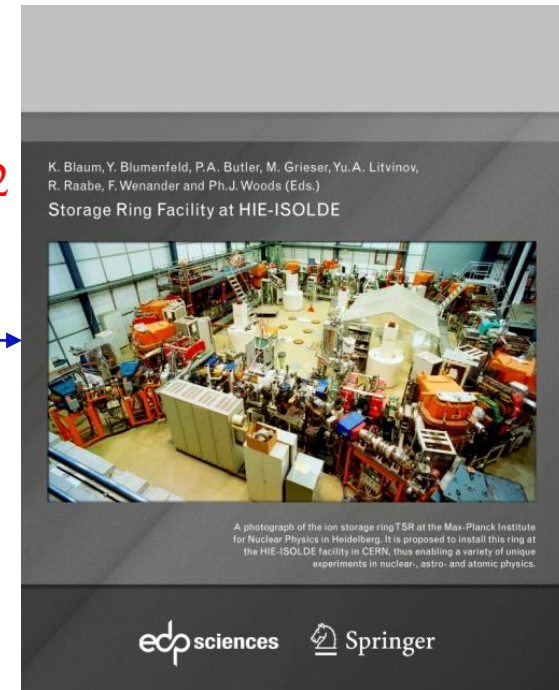 2
K. Blaum, Y. Blumenfeld, P.A. Butler, M. Grieser, Yu.A. Litvinov,
R. Raabe, F. Wenander and Ph.J. Woods (Eds.)
Storage Ring Facility at HIE-ISOLDE
A photograph of the ion storage ring TSR at the Max-Planck Institute
for Nuclear Physics in Heidelberg. It is proposed to install this ring at
the HIE-ISOLDE facility in CERN, thus enabling a variety of unique
experiments in nuclear-, astro- and atomic physics.
edp sciences Springer